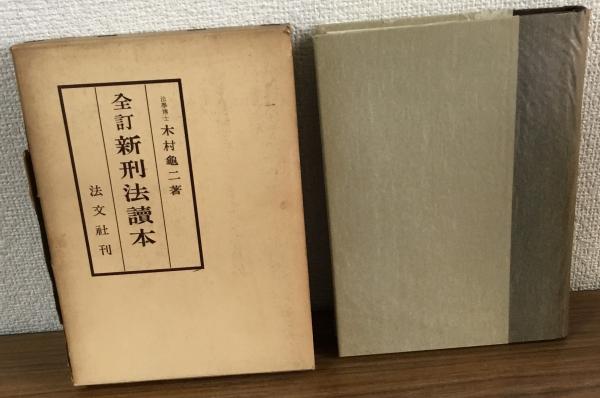 法學博士 木村龜二著
全訂 新刑法讀本
法文社刊